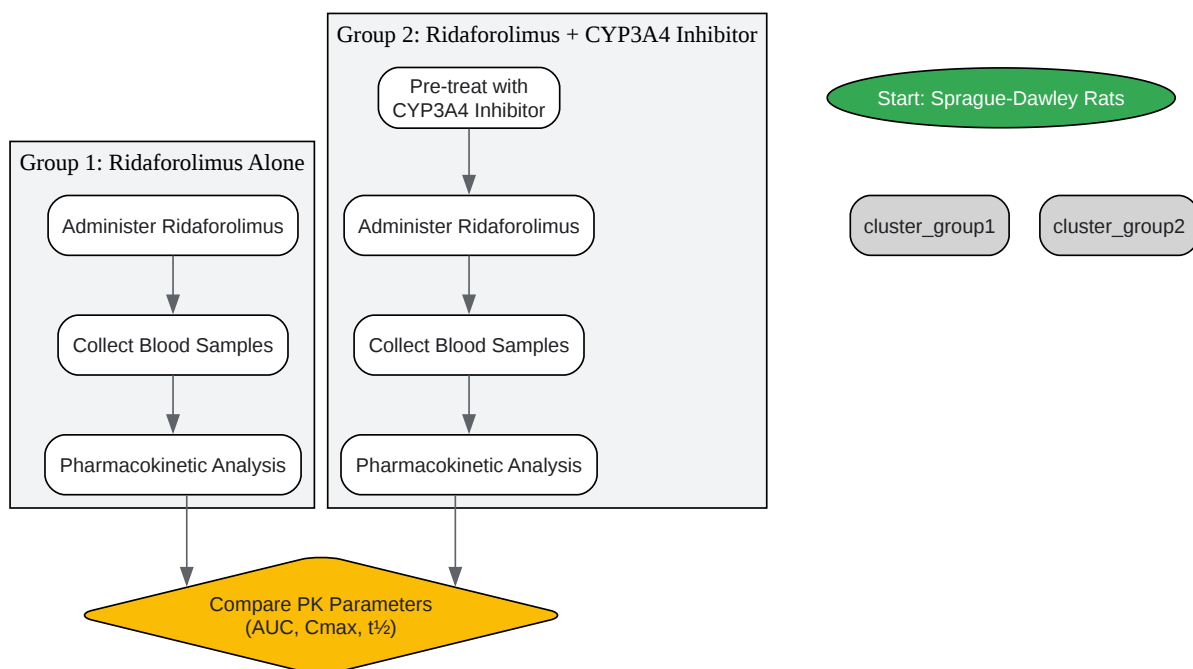 Group 2: Ridaforolimus + CYP3A4 Inhibitor
Pre-treat with
CYP3A4 Inhibitor
Administer Ridaforolimus
Collect Blood Samples
Pharmacokinetic Analysis
Group 1: Ridaforolimus Alone
Administer Ridaforolimus
Collect Blood Samples
Pharmacokinetic Analysis
Compare PK Parameters
(AUC, Cmax, t½)
Start: Sprague-Dawley Rats
cluster_group1
cluster_group2